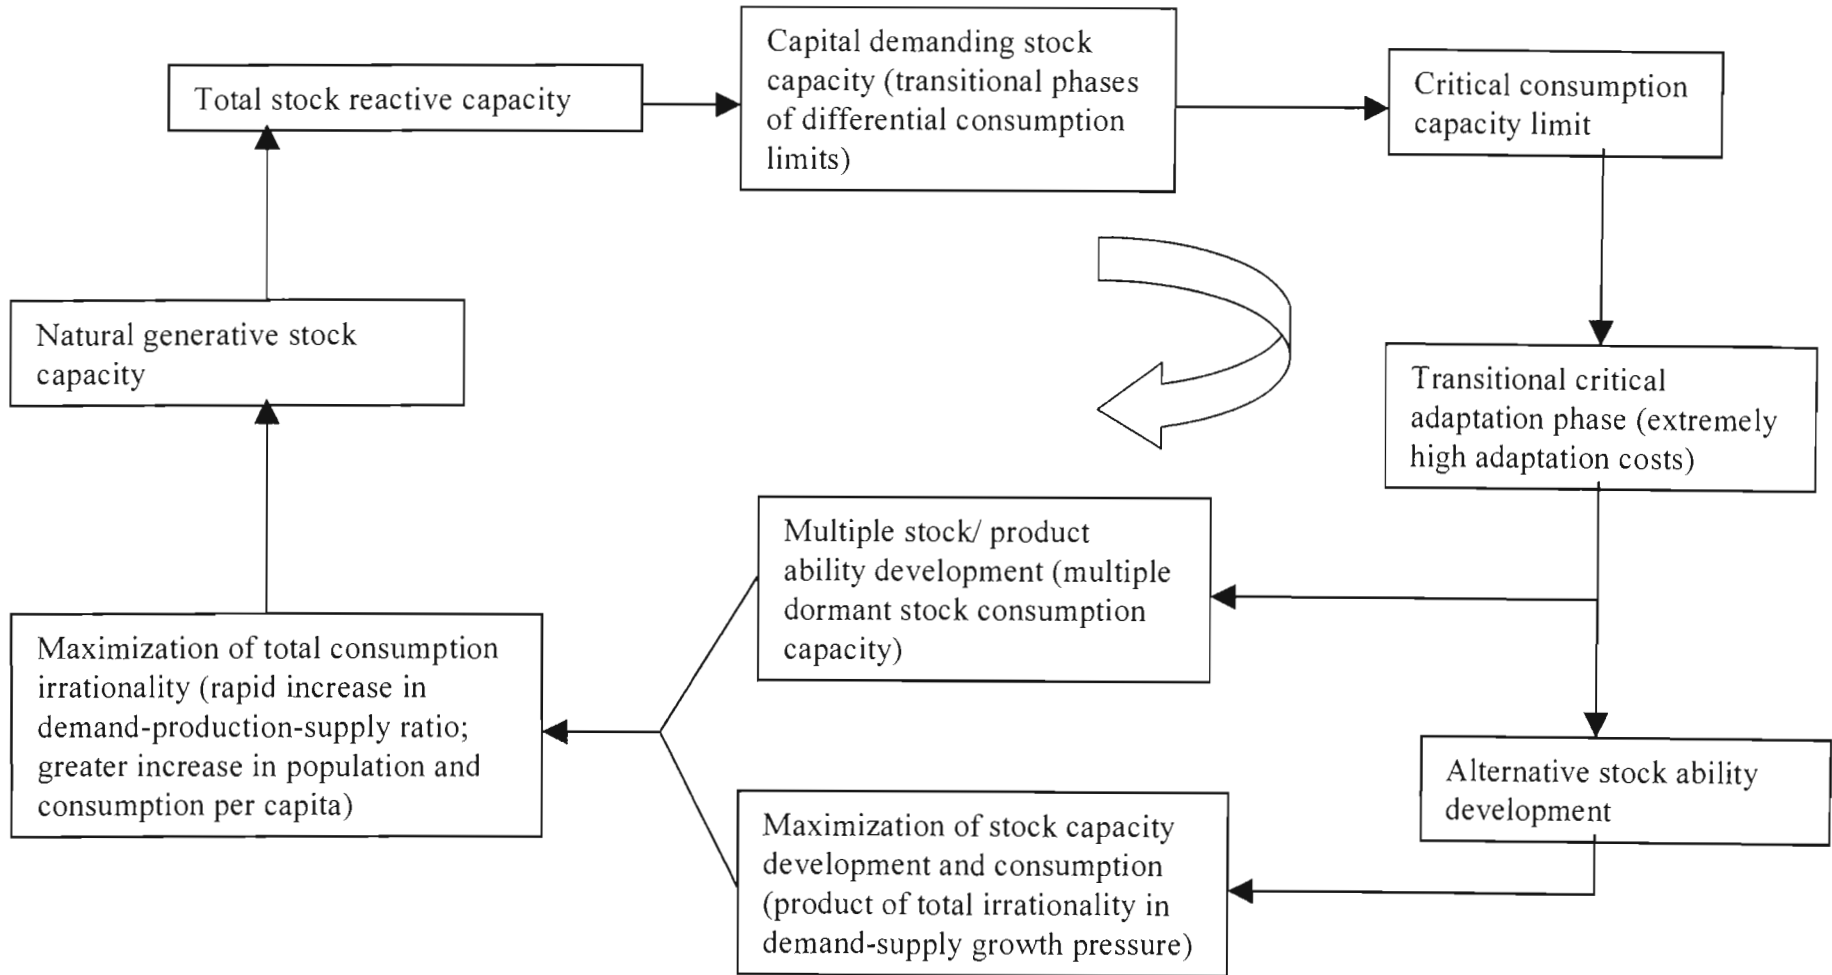 Total stock reactive capacity
Capital demanding stock
capacity (transitional phases
of differential consumption
limits)
Critical consumption
capacity limit
Natural generative stock
capacity
Transitional critical
adaptation phase (extremely
high adaptation costs)
Multiple stock/ product
ability development (multiple
dormant stock consumption
capacity)
Maximization of total consumption
irrationality (rapid increase in
demand-production-supply ratio;
greater increase in population and
consumption per capita)
Alternative stock ability
development
Maximization of stock capacity
development and consumption
(product of total irrationality in
demand-supply growth pressure)